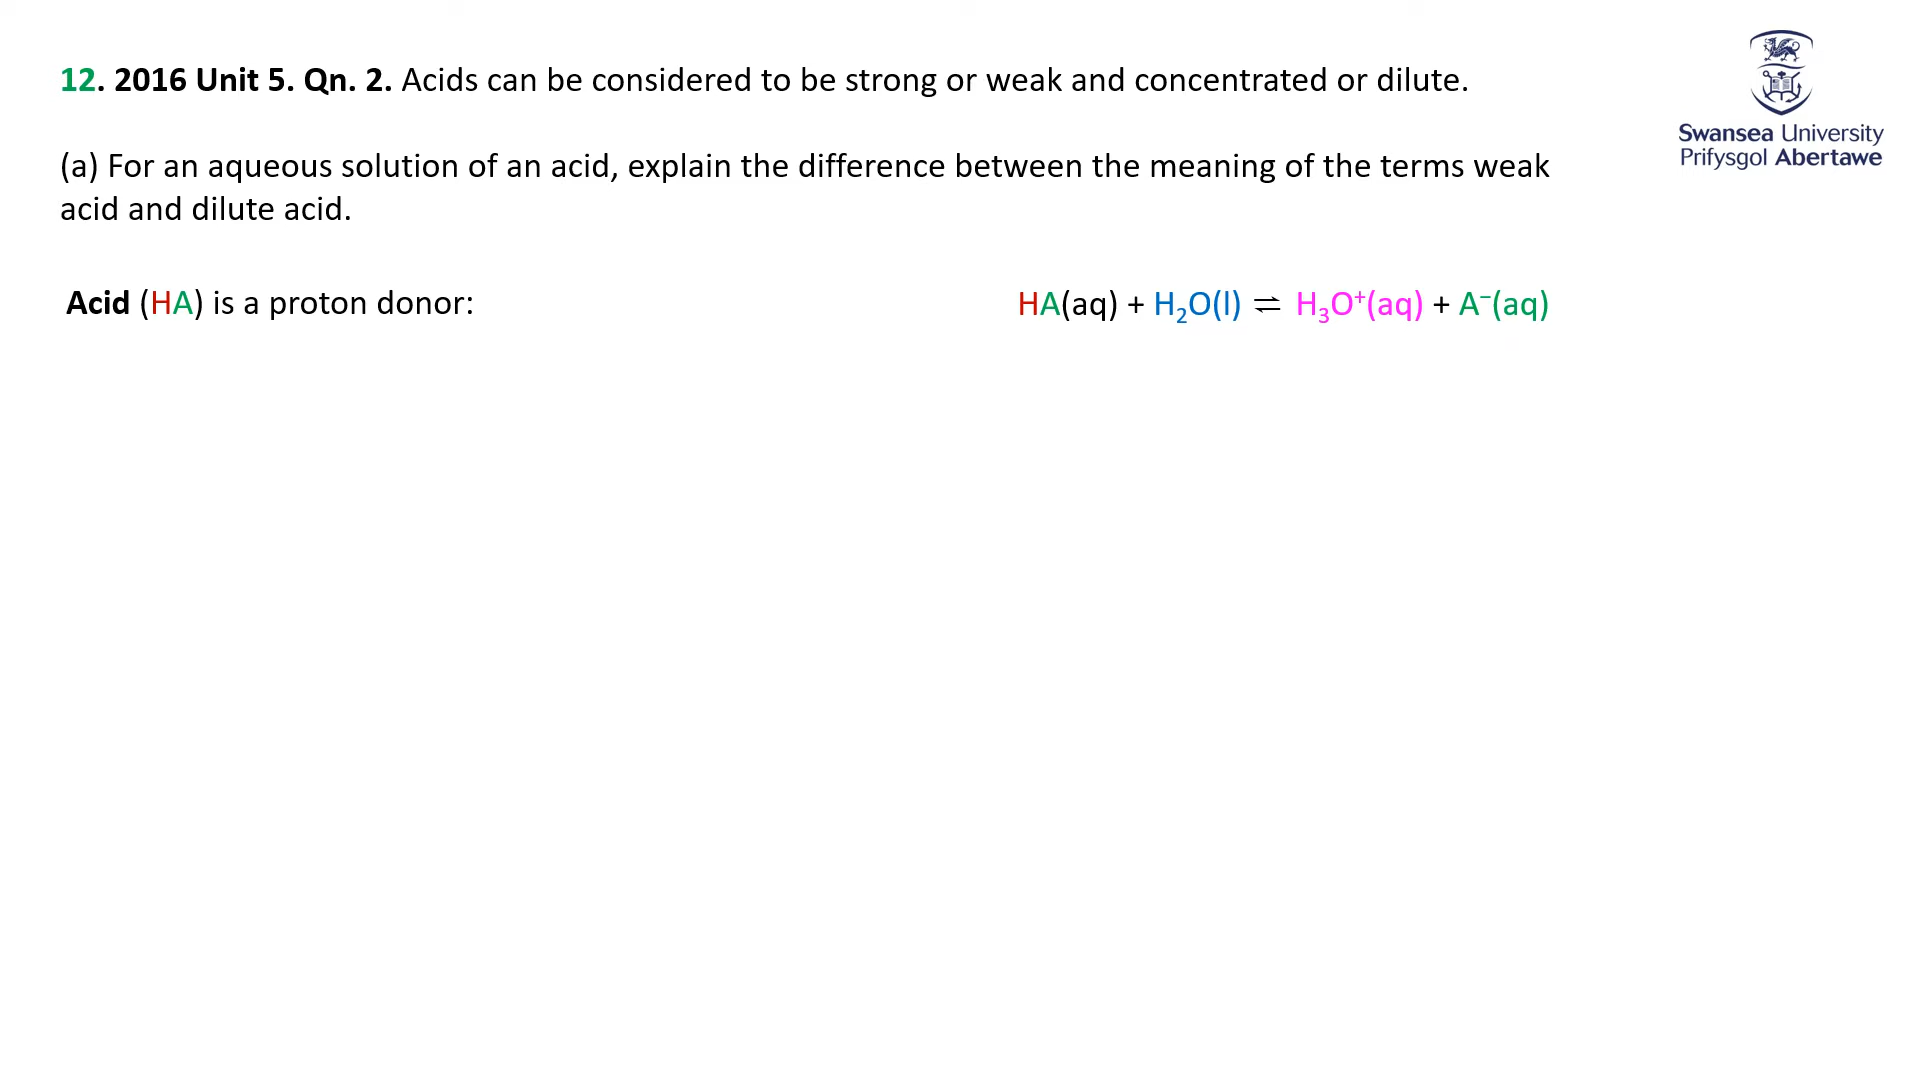 12. 2016 Unit 5. Qn. 2. Acids can be considered to be strong or weak and concentrated or dilute.
Swansea University
Prifysgol Abertawe
(a) For an aqueous solution of an acid, explain the difference between the meaning of the terms weak
acid and dilute acid.
Acid (HA) is a proton donor:
HA(aq) + H₂O(l) ⇌ H₃O⁺(aq) + A⁻(aq)